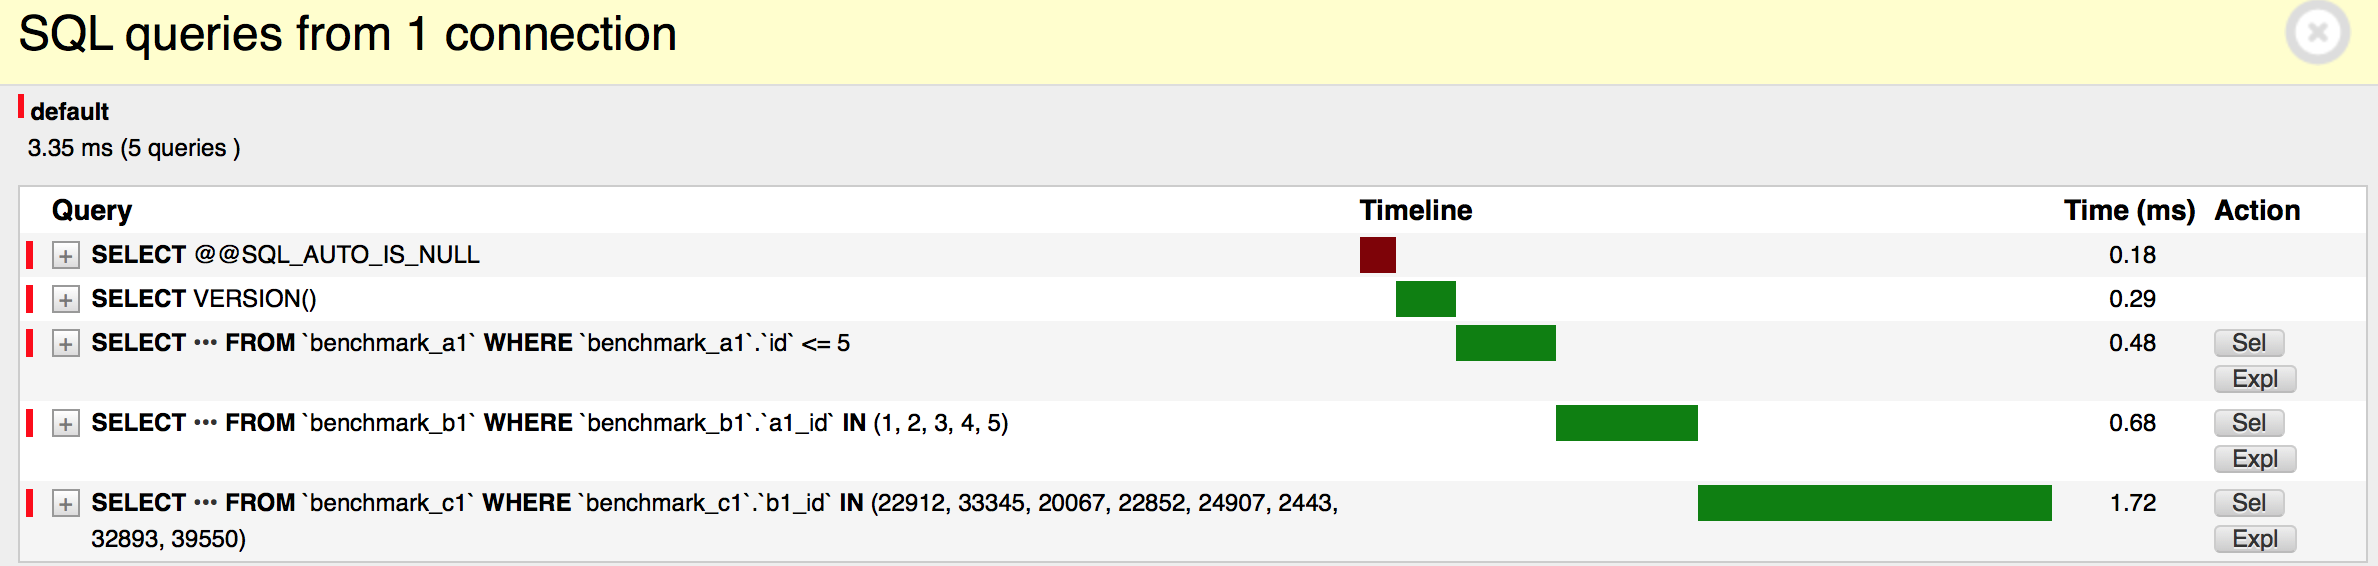 SQL queries from 1 connection
default
3.35 ms (5 queries )
Query Timeline Time (ms) Action
+ SELECT @@SQL_AUTO_IS_NULL 0.18
+ SELECT VERSION() 0.29
+ SELECT ••• FROM `benchmark_a1` WHERE `benchmark_a1`.`id` <= 5 0.48 Sel
Expl
+ SELECT ••• FROM `benchmark_b1` WHERE `benchmark_b1`.`a1_id` IN (1, 2, 3, 4, 5) 0.68 Sel
Expl
+ SELECT ••• FROM `benchmark_c1` WHERE `benchmark_c1`.`b1_id` IN (22912, 33345, 20067, 22852, 24907, 2443, 1.72 Sel
32893, 39550) Expl